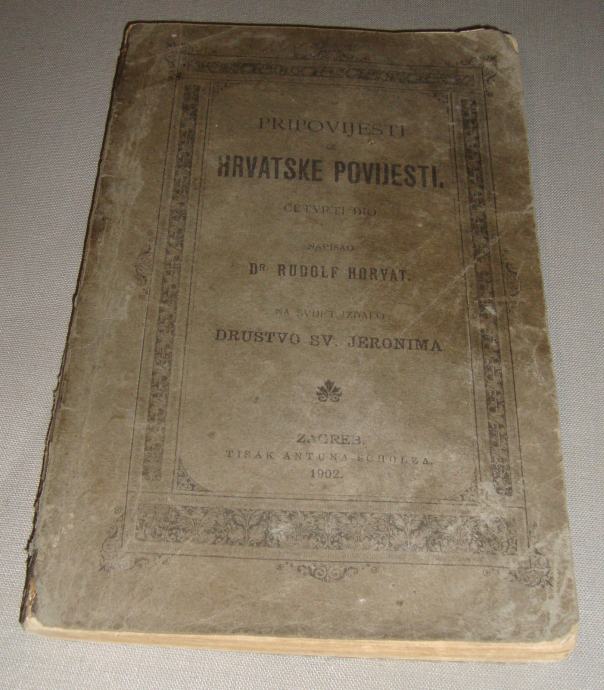 PRIPOVIJESTI
IZ
HRVATSKE POVIJESTI.
ČETVRTI DIO
NAPISAO
DR RUDOLF HORVAT.
NA SVIJET IZDALO
DRUŠTVO SV. JERONIMA
ZAGREB.
TISAK ANTUNA SCHOLZA.
1902.